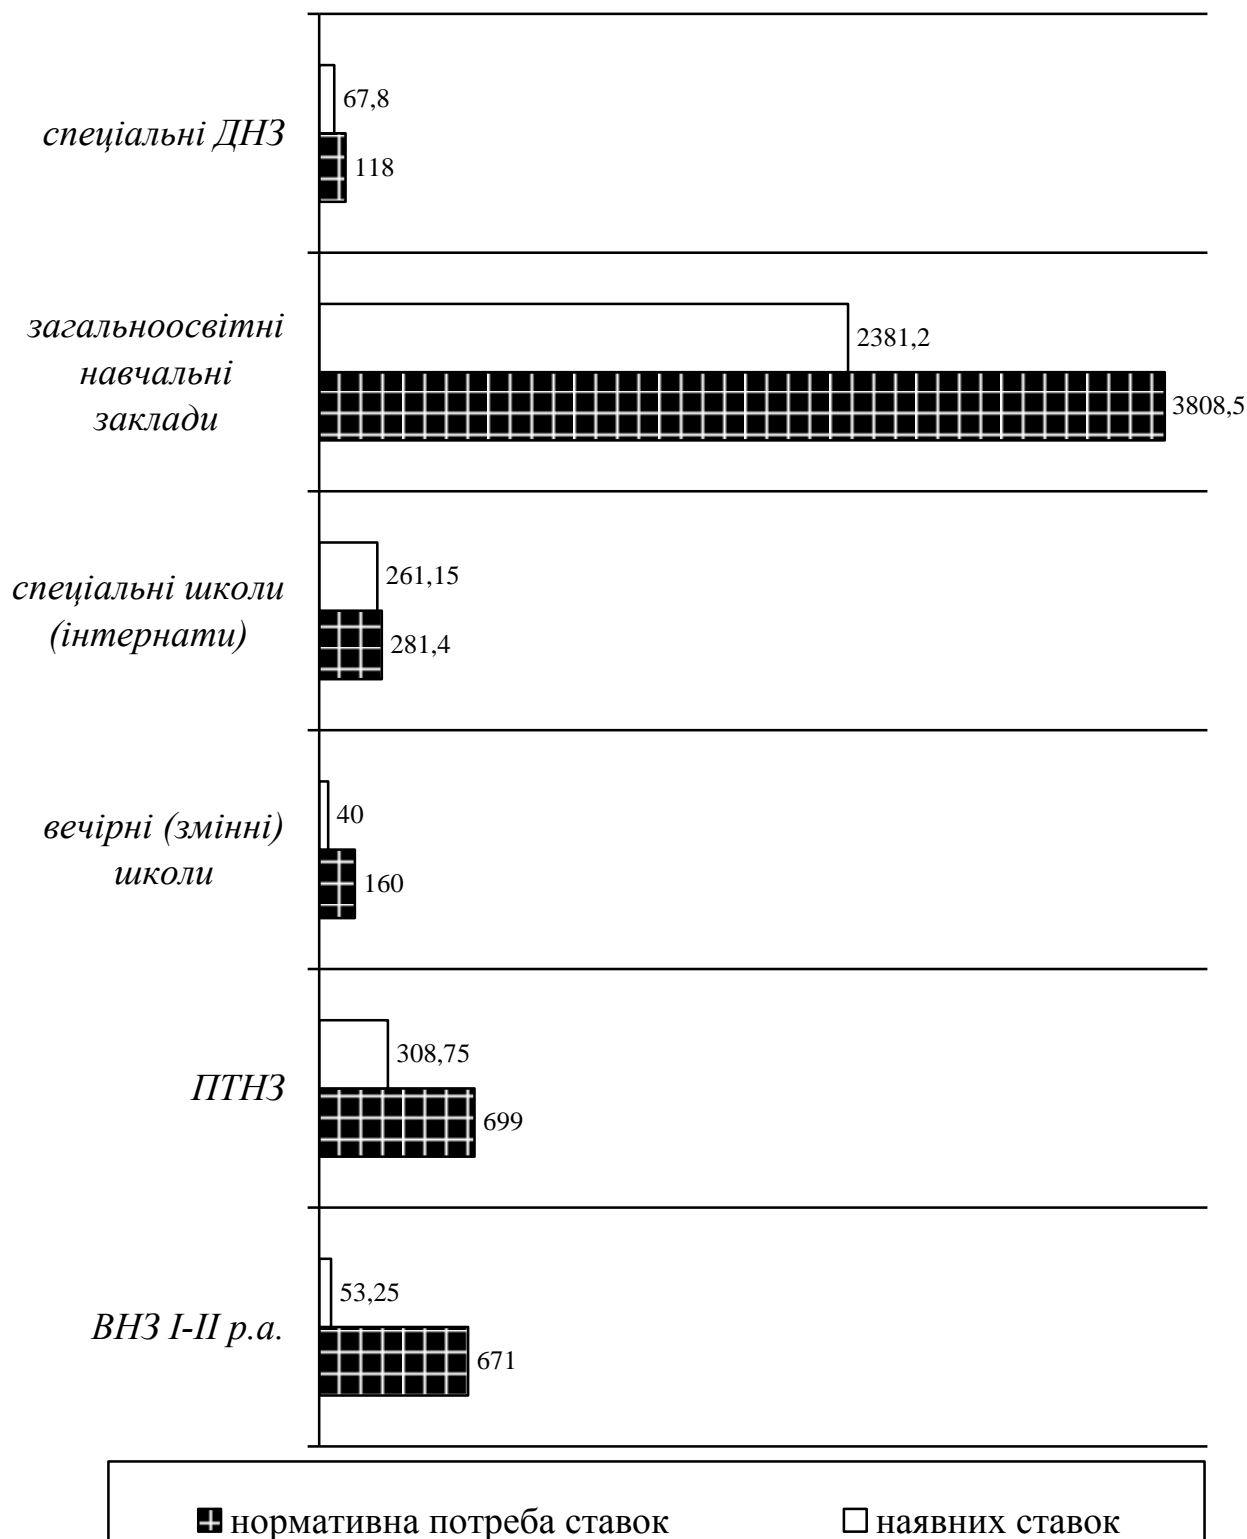 67,8
спеціальні ДНЗ
118
2381,2
загальноосвітні
навчальні
заклади
3808,5
261,15
спеціальні школи
(інтернати)
281,4
40
вечірні (змінні)
школи
160
308,75
ПТНЗ
699
53,25
ВНЗ І-ІІ р.а.
671
нормативна потреба ставок
наявних ставок